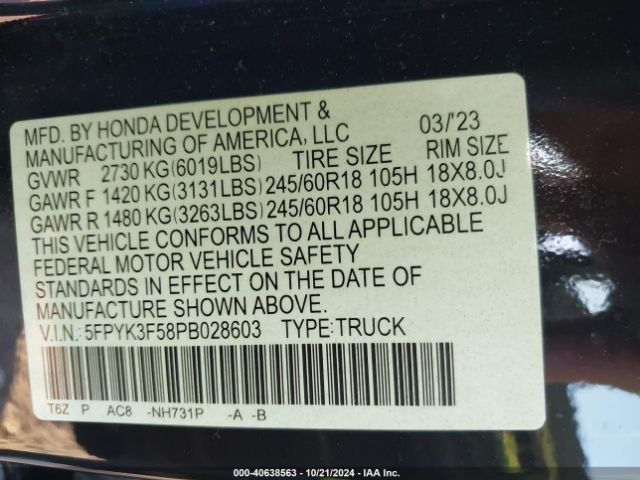 MFD. BY HONDA DEVELOPMENT &
MANUFACTURING OF AMERICA, LLC 03/'23
GVWR 2730 KG(6019LBS) TIRE SIZE RIM SIZE
GAWR F 1420 KG(3131LBS) 245/60R18 105H 18X8.0J
GAWR R 1480 KG(3263LBS) 245/60R18 105H 18X8.0J
THIS VEHICLE CONFORMS TO ALL APPLICABLE
FEDERAL MOTOR VEHICLE SAFETY
STANDARDS IN EFFECT ON THE DATE OF
MANUFACTURE SHOWN ABOVE.
V.I.N.: 5FPYK3F58PB028603 TYPE:TRUCK
T6Z P AC8 -NH731P -A -B
000-40638563 | 10/21/2024 - IAA Inc.